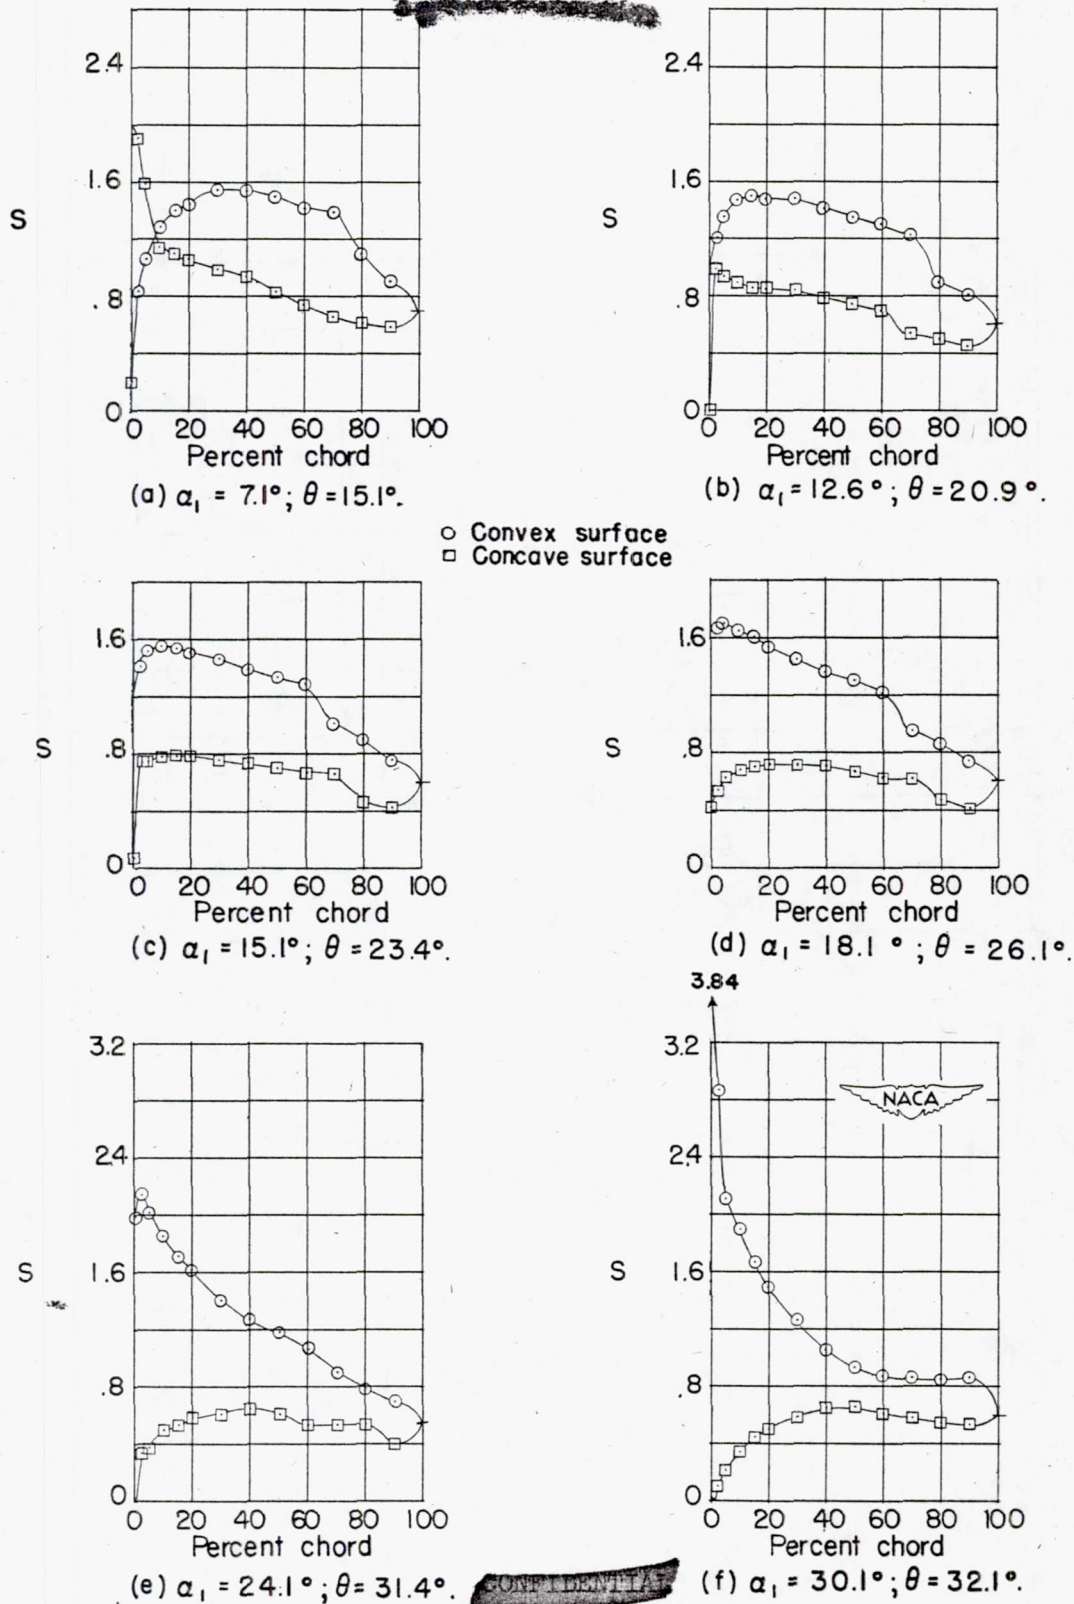 2.4
1.6
S
.8
0
0 20 40 60 80 100
Percent chord
(a) α₁ = 7.1°; θ = 15.1°.
2.4
1.6
S
.8
0
0 20 40 60 80 100
Percent chord
(b) α₁ = 12.6°; θ = 20.9°.
Convex surface
Concave surface
1.6
S
.8
0
0 20 40 60 80 100
Percent chord
(c) α₁ = 15.1°; θ = 23.4°.
1.6
S
.8
0
0 20 40 60 80 100
Percent chord
(d) α₁ = 18.1°; θ = 26.1°.
3.2
2.4
S
1.6
.8
0
0 20 40 60 80 100
Percent chord
(e) α₁ = 24.1°; θ = 31.4°.
3.84
3.2
NACA
2.4
S
1.6
.8
0
0 20 40 60 80 100
Percent chord
(f) α₁ = 30.1°; θ = 32.1°.
CONFIDENTIAL